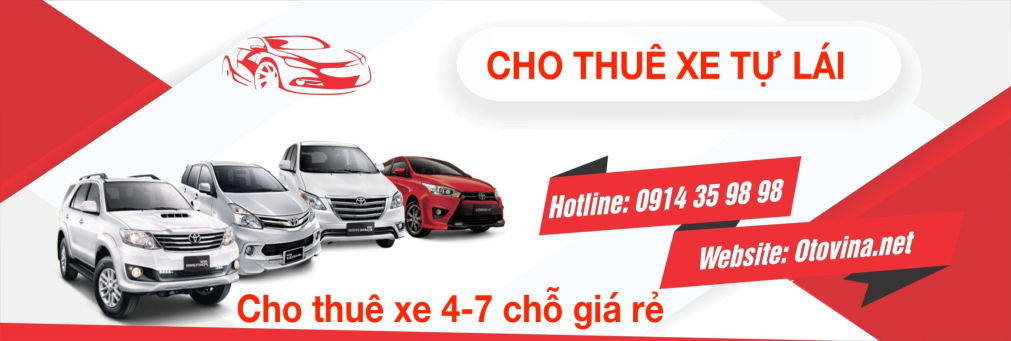 CHO THUÊ XE TỰ LÁI
Hotline: 0914 35 98 98
Website: Otovina.net
Cho thuê xe 4-7 chỗ giá rẻ